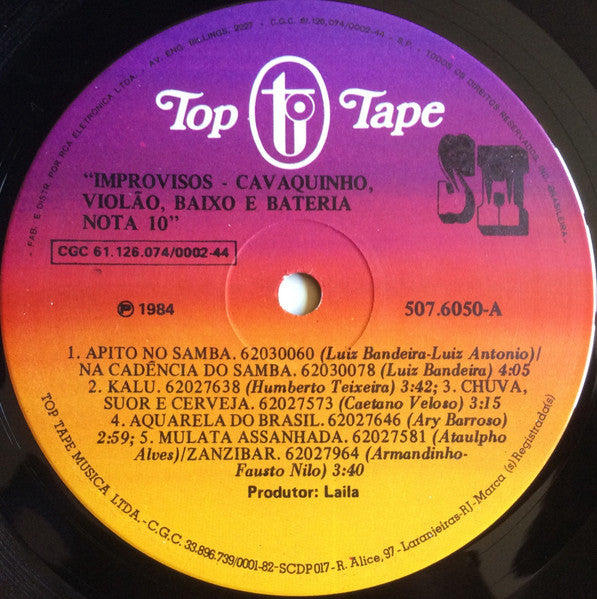 FAB. E DISTR. POR RCA ELETRÔNICA LTDA. - AV. ENG. BILLINGS, 2227 - C.G.C. 61.126.074/0002-44 - S.P. - TODOS OS DIREITOS RESERVADOS. IND. BRASILEIRA -
Top Tape
"IMPROVISOS - CAVAQUINHO,
VIOLÃO, BAIXO E BATERIA
NOTA 10"
CGC 61.126.074/0002-44
℗ 1984
507.6050-A
1. APITO NO SAMBA. 62030060 (Luiz Bandeira-Luiz Antonio)/
NA CADÊNCIA DO SAMBA. 62030078 (Luiz Bandeira) 4:05
2. KALU. 62027638 (Humberto Teixeira) 3:42; 3. CHUVA,
SUOR E CERVEJA. 62027573 (Caetano Veloso) 3:15
4. AQUARELA DO BRASIL. 62027646 (Ary Barroso)
2:59; 5. MULATA ASSANHADA. 62027581 (Ataulpho
Alves)/ZANZIBAR. 62027964 (Armandinho-
Fausto Nilo) 3:40
Produtor: Laila
TOP TAPE MUSICA LTDA. - C.G.C. 33.896.739/0001-82 - SCDP 017 - R. Alice, 97 - Laranjeiras-RJ - Marca (s) Registrada(s)